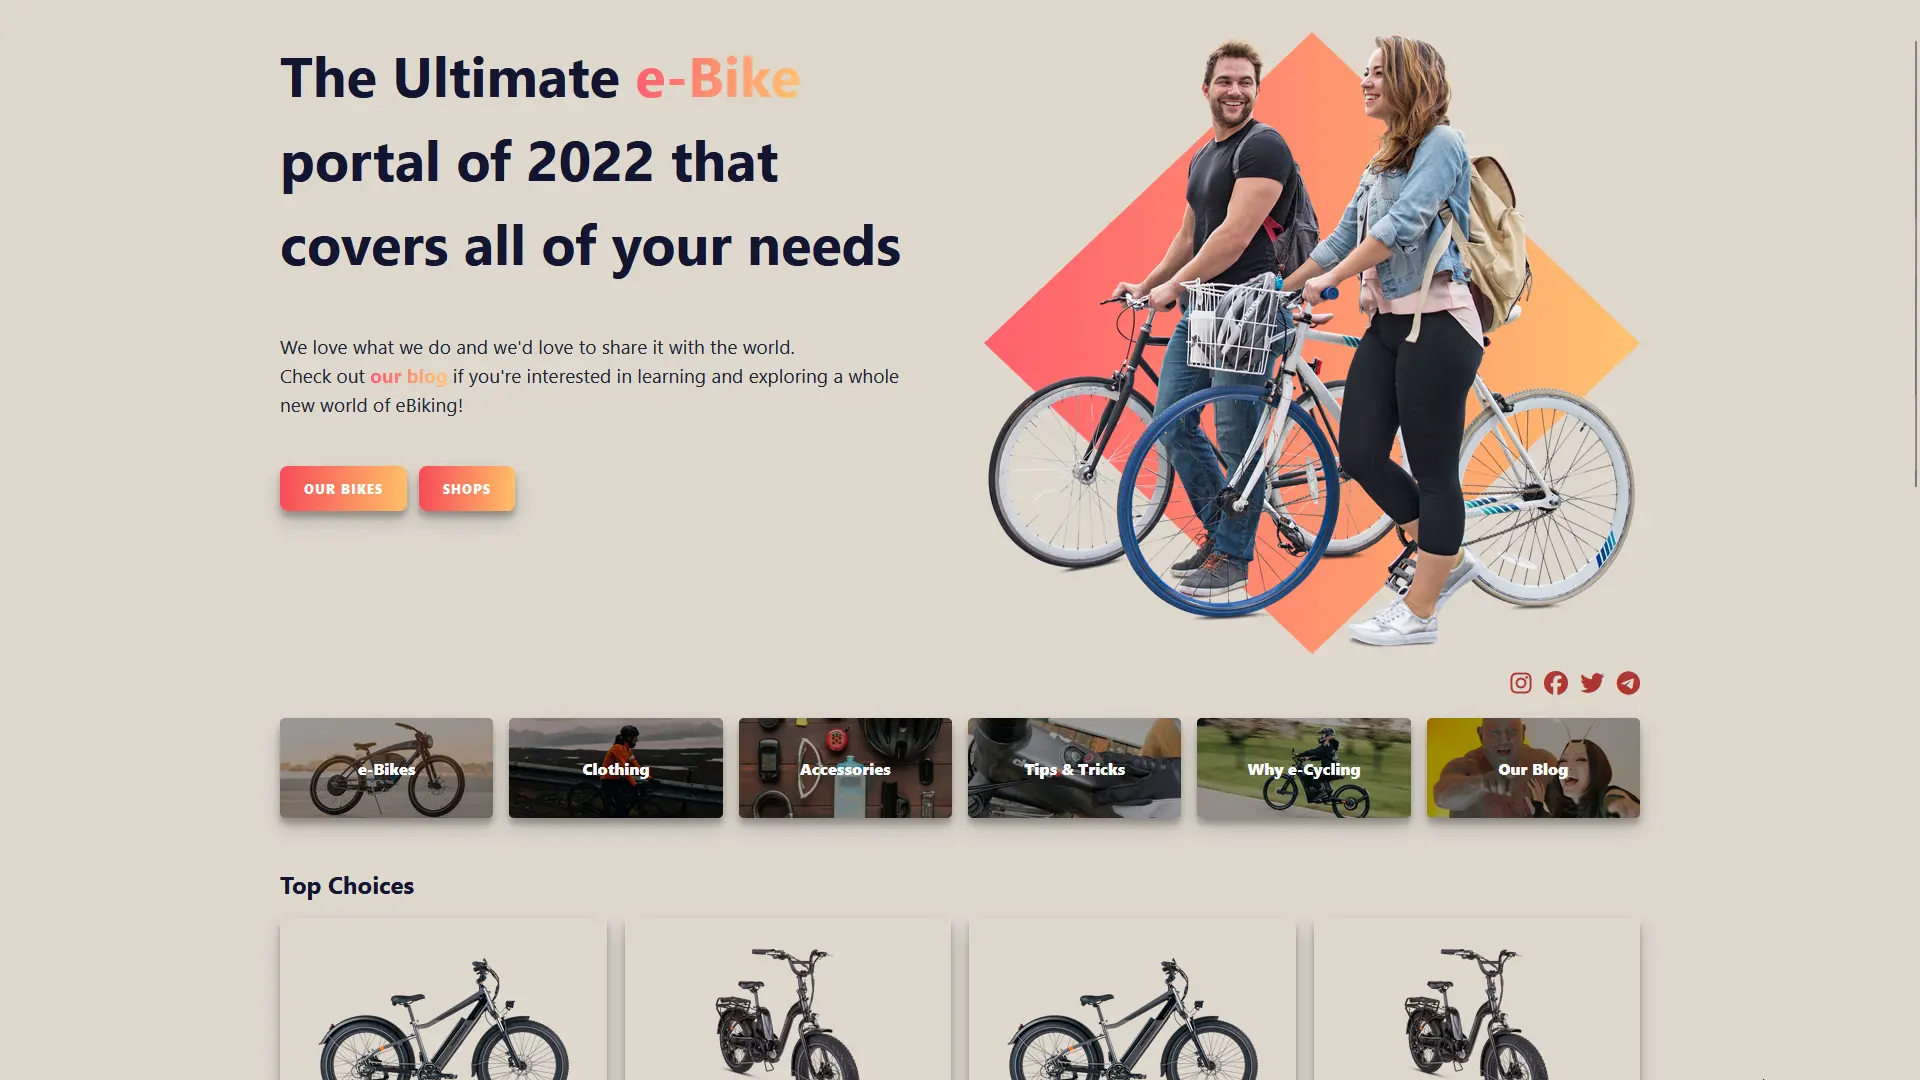 The Ultimate e-Bike
portal of 2022 that
covers all of your needs
We love what we do and we'd love to share it with the world.
Check out our blog if you're interested in learning and exploring a whole
new world of eBiking!
OUR BIKES
SHOPS
e-Bikes
Clothing
Accessories
Tips & Tricks
Why e-Cycling
Our Blog
Top Choices